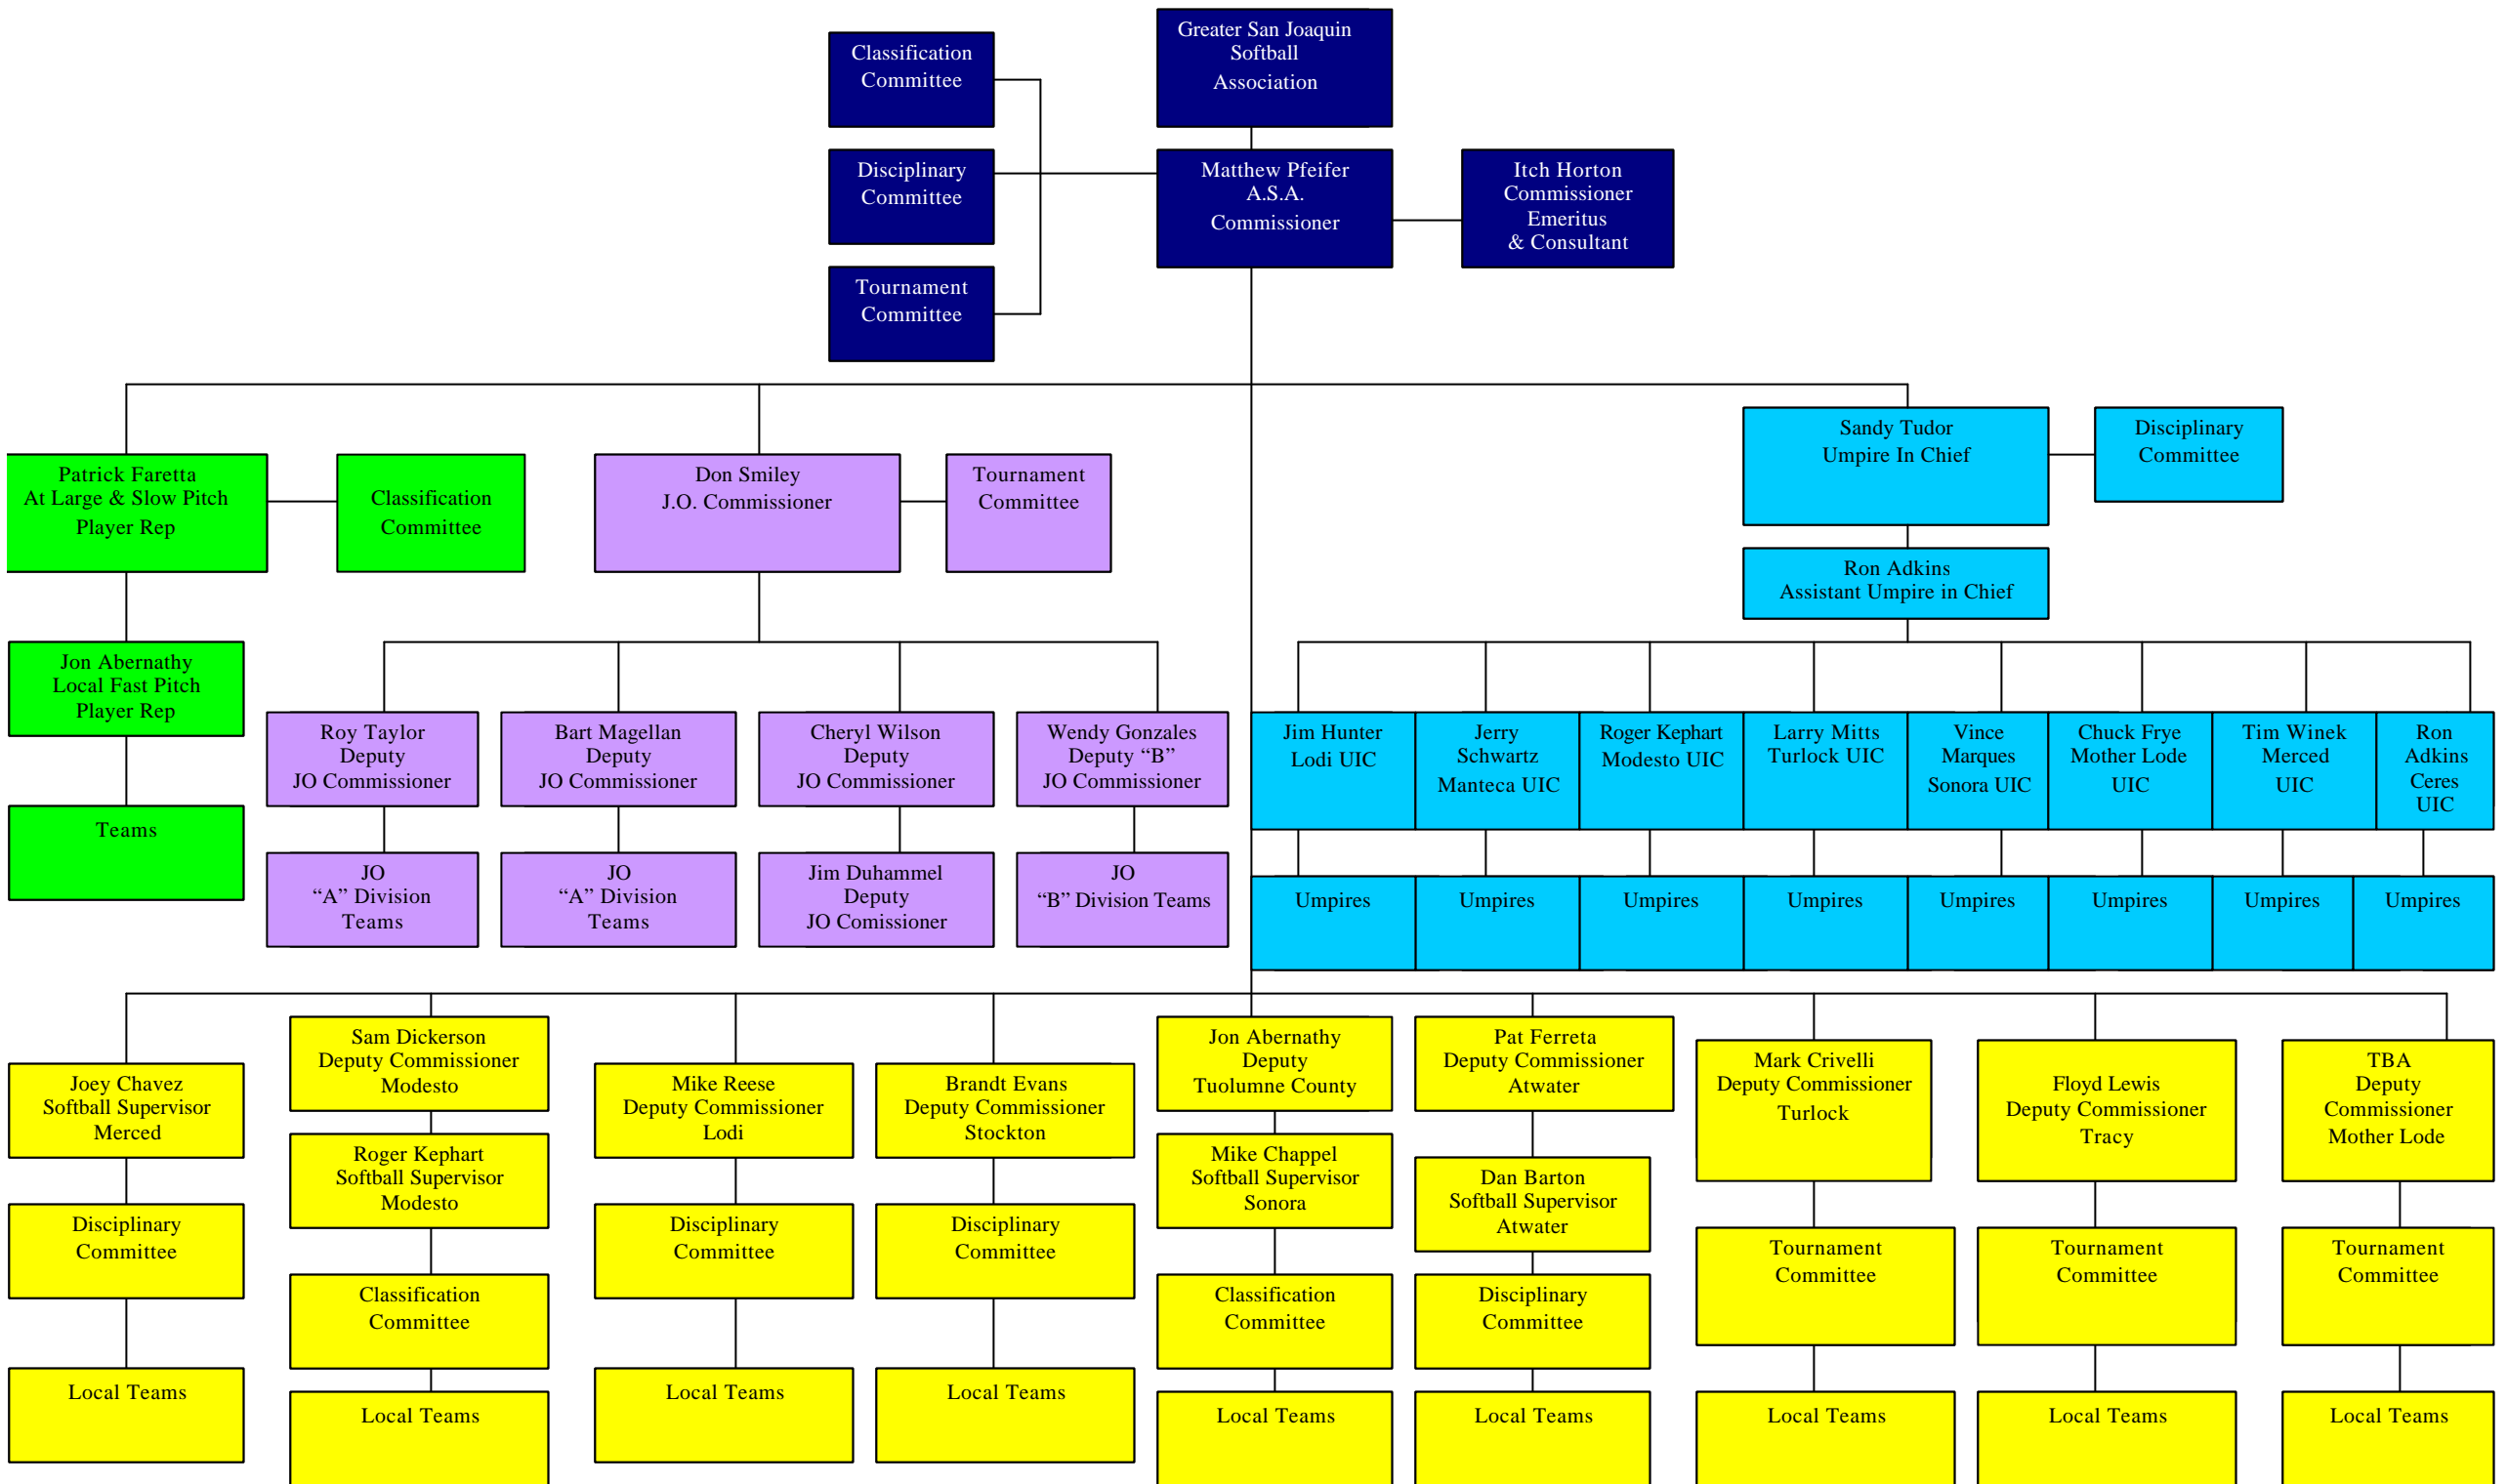 Greater San Joaquin
Softball
Association
Classification
Committee
Disciplinary
Committee
Matthew Pfeifer
A.S.A.
Commissioner
Itch Horton
Commissioner
Emeritus
& Consultant
Tournament
Committee
Sandy Tudor
Umpire In Chief
Disciplinary
Committee
Patrick Faretta
At Large & Slow Pitch
Player Rep
Classification
Committee
Don Smiley
J.O. Commissioner
Tournament
Committee
Ron Adkins
Assistant Umpire in Chief
Jon Abernathy
Local Fast Pitch
Player Rep
Roy Taylor
Deputy
JO Commissioner
Bart Magellan
Deputy
JO Commissioner
Cheryl Wilson
Deputy
JO Commissioner
Wendy Gonzales
Deputy “B”
JO Commissioner
Jim Hunter
Lodi UIC
Jerry
Schwartz
Manteca UIC
Roger Kephart
Modesto UIC
Larry Mitts
Turlock UIC
Vince
Marques
Sonora UIC
Chuck Frye
Mother Lode
UIC
Tim Winek
Merced
UIC
Ron
Adkins
Ceres
UIC
Teams
JO
“A” Division
Teams
JO
“A” Division
Teams
Jim Duhammel
Deputy
JO Comissioner
JO
“B” Division Teams
Umpires
Umpires
Umpires
Umpires
Umpires
Umpires
Umpires
Umpires
Joey Chavez
Softball Supervisor
Merced
Sam Dickerson
Deputy Commissioner
Modesto
Mike Reese
Deputy Commissioner
Lodi
Brandt Evans
Deputy Commissioner
Stockton
Jon Abernathy
Deputy
Tuolumne County
Pat Ferreta
Deputy Commissioner
Atwater
Mark Crivelli
Deputy Commissioner
Turlock
Floyd Lewis
Deputy Commissioner
Tracy
TBA
Deputy
Commissioner
Mother Lode
Roger Kephart
Softball Supervisor
Modesto
Mike Chappel
Softball Supervisor
Sonora
Dan Barton
Softball Supervisor
Atwater
Disciplinary
Committee
Classification
Committee
Disciplinary
Committee
Disciplinary
Committee
Classification
Committee
Disciplinary
Committee
Tournament
Committee
Tournament
Committee
Tournament
Committee
Local Teams
Local Teams
Local Teams
Local Teams
Local Teams
Local Teams
Local Teams
Local Teams
Local Teams